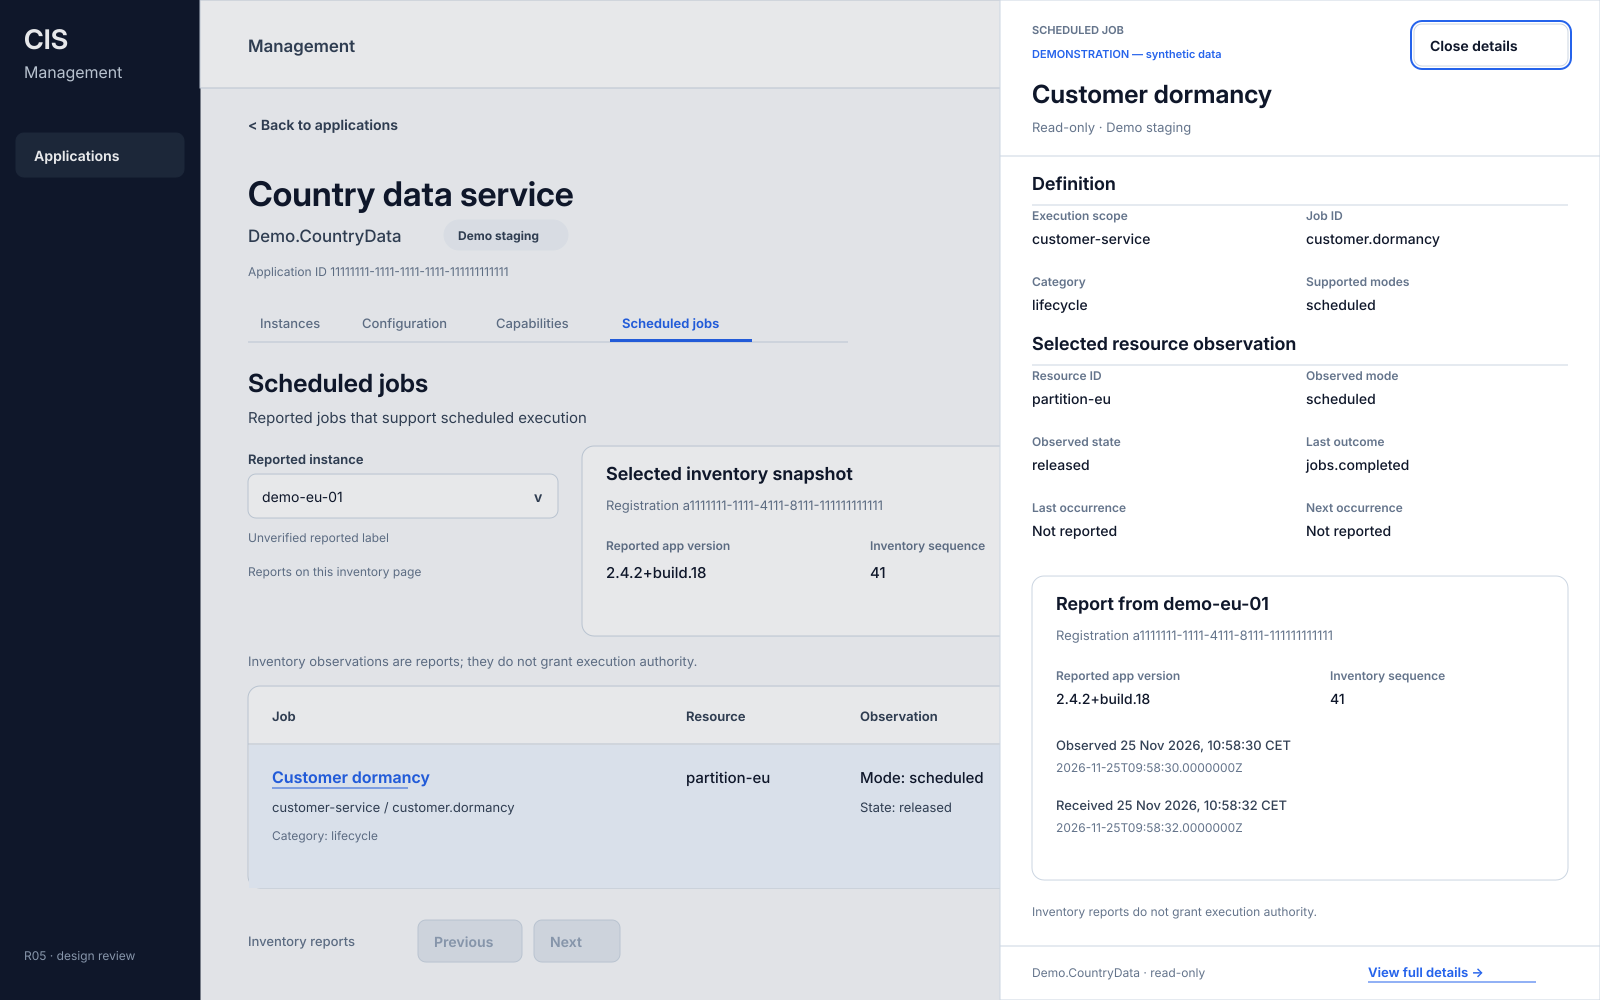 CIS
Management
Applications
R05 · design review
Management
< Back to applications
Country data service
Demo.CountryData
Demo staging
Application ID 11111111-1111-1111-1111-111111111111
Instances
Configuration
Capabilities
Scheduled jobs
Scheduled jobs
Reported jobs that support scheduled execution
Reported instance
demo-eu-01 v
Unverified reported label
Reports on this inventory page
Selected inventory snapshot
Registration a1111111-1111-4111-8111-111111111111
Reported app version
Inventory sequence
2.4.2+build.18
41
Inventory observations are reports; they do not grant execution authority.
Job
Resource
Observation
Customer dormancy
partition-eu
Mode: scheduled
customer-service / customer.dormancy
State: released
Category: lifecycle
Inventory reports
Previous
Next
SCHEDULED JOB
DEMONSTRATION — synthetic data
Close details
Customer dormancy
Read-only · Demo staging
Definition
Execution scope
Job ID
customer-service
customer.dormancy
Category
Supported modes
lifecycle
scheduled
Selected resource observation
Resource ID
Observed mode
partition-eu
scheduled
Observed state
Last outcome
released
jobs.completed
Last occurrence
Next occurrence
Not reported
Not reported
Report from demo-eu-01
Registration a1111111-1111-4111-8111-111111111111
Reported app version
Inventory sequence
2.4.2+build.18
41
Observed 25 Nov 2026, 10:58:30 CET
2026-11-25T09:58:30.0000000Z
Received 25 Nov 2026, 10:58:32 CET
2026-11-25T09:58:32.0000000Z
Inventory reports do not grant execution authority.
Demo.CountryData · read-only
View full details →